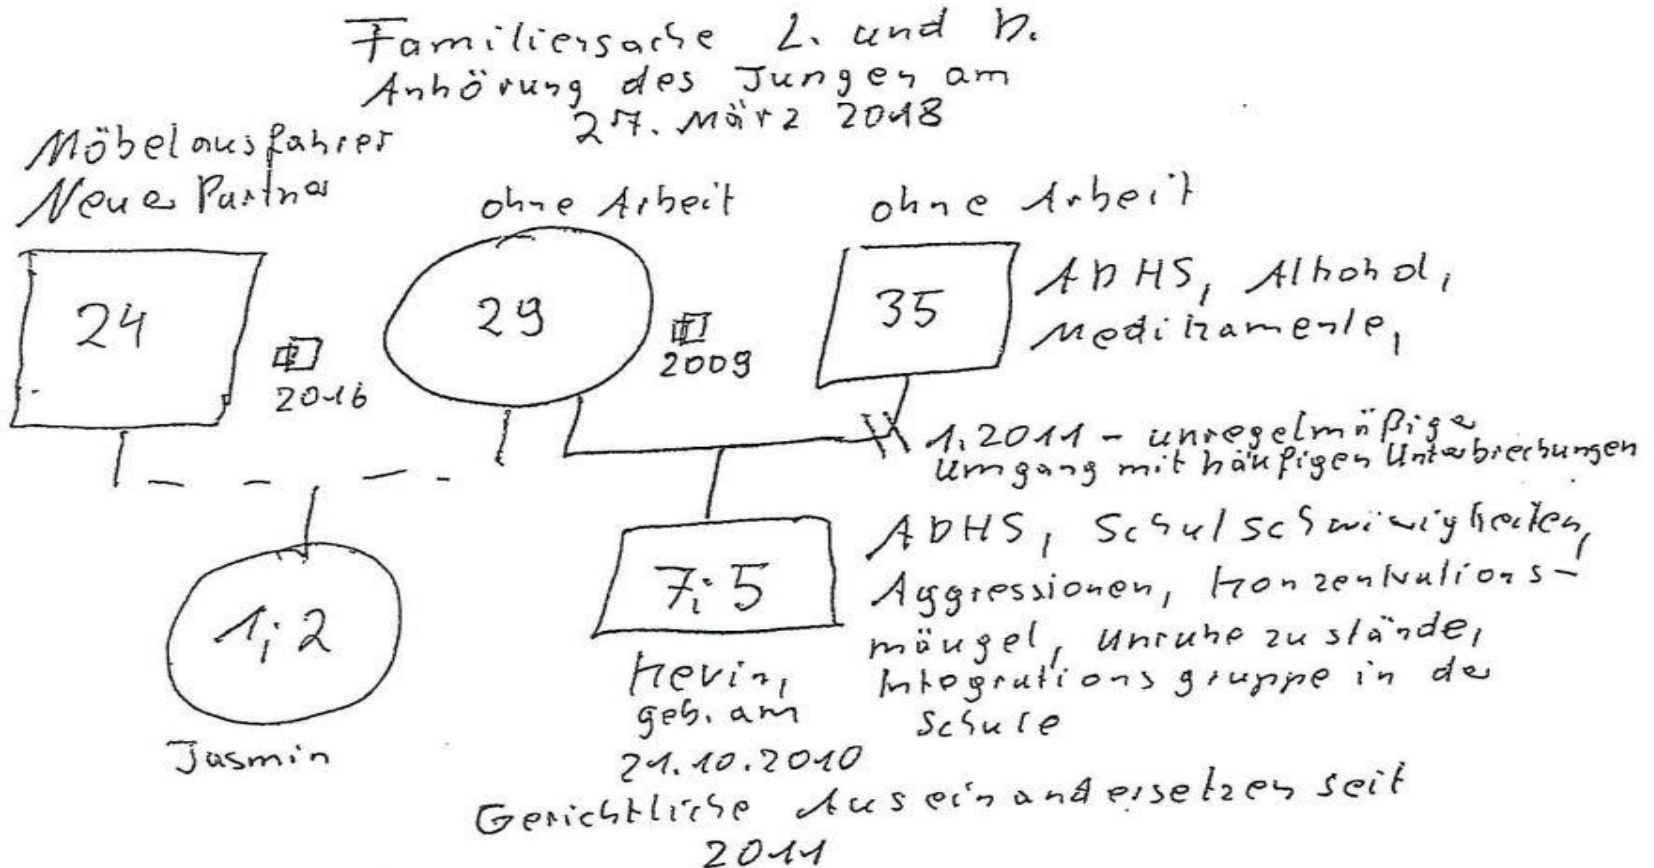 Familiensache L. und D.
Anhörung des Jungen am
27. März 2018
Möbelausfahrer
Neuer Partner
ohne Arbeit
ohne Arbeit
24
2016
29
2009
35
ADHS, Alkohol,
Medikamente,
1.2011 - unregelmäßiger
Umgang mit häufigen Unterbrechungen
1;2
Jasmin
7;5
Kevin,
geb. am
21.10.2010
ADHS, Schulschwierigkeiten,
Aggressionen, Konzentrations-
mängel, Unruhezustände,
Integrationsgruppe in der
Schule
Gerichtliche Auseinandersetzen seit
2011